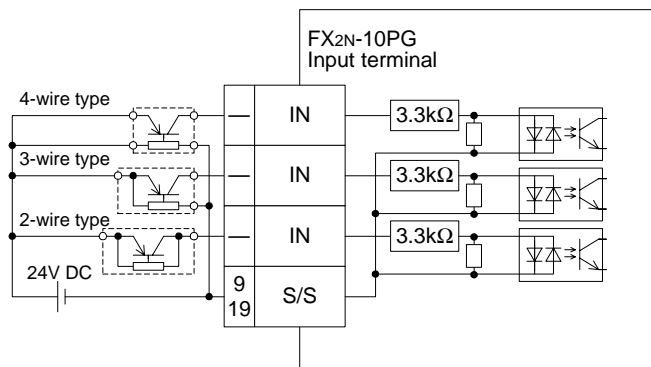 FX2N-10PG
Input terminal
4-wire type
— IN 3.3kΩ
3-wire type
— IN 3.3kΩ
2-wire type
— IN 3.3kΩ
24V DC
9
19
S/S